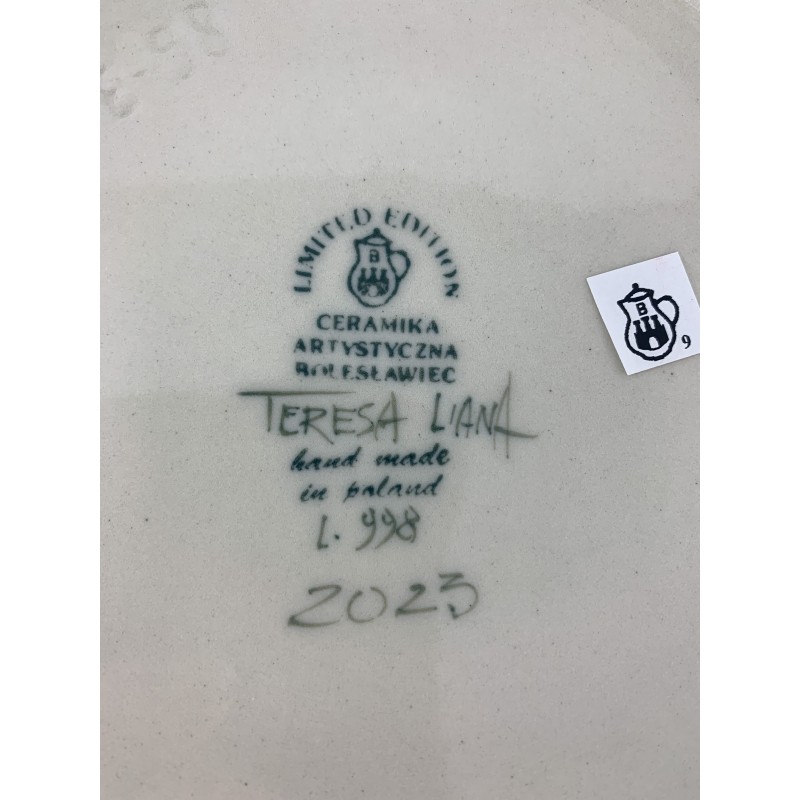 LIMITED EDITION
B
CERAMIKA
ARTYSTYCZNA
BOLESŁAWIEC
TERESA LIANA
hand made
in poland
L. 998
2023
B
9